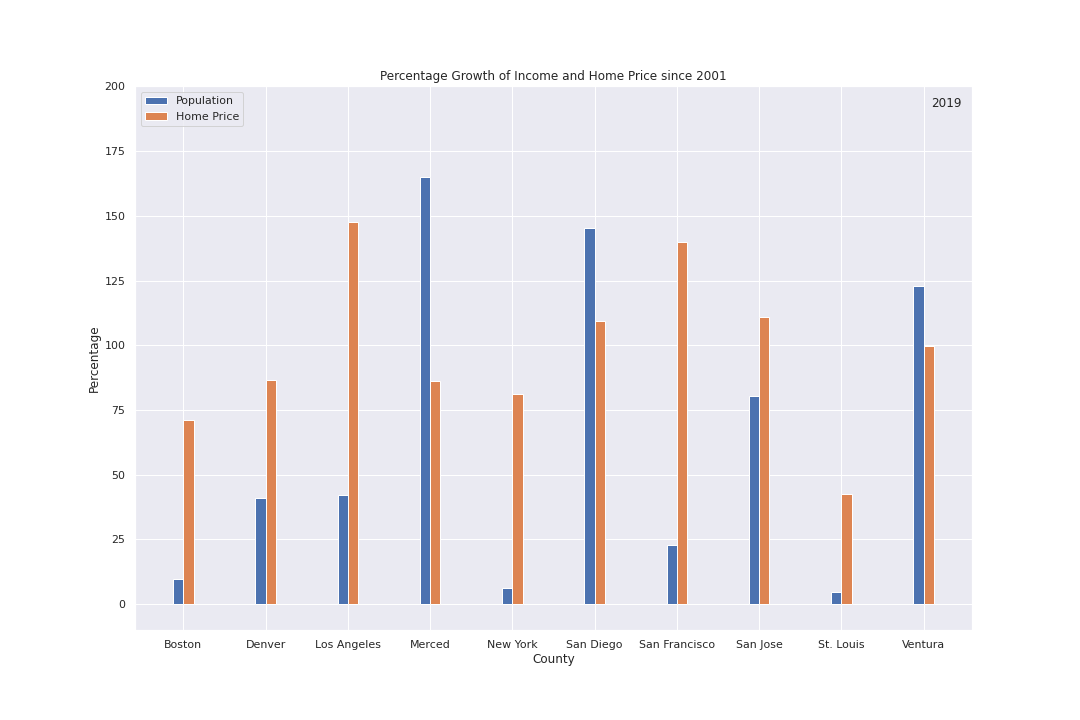 Percentage Growth of Income and Home Price since 2001
200
175
150
125
100
75
50
25
0
Percentage
Population
Home Price
2019
Boston Denver Los Angeles Merced New York San Diego San Francisco San Jose St. Louis Ventura
County